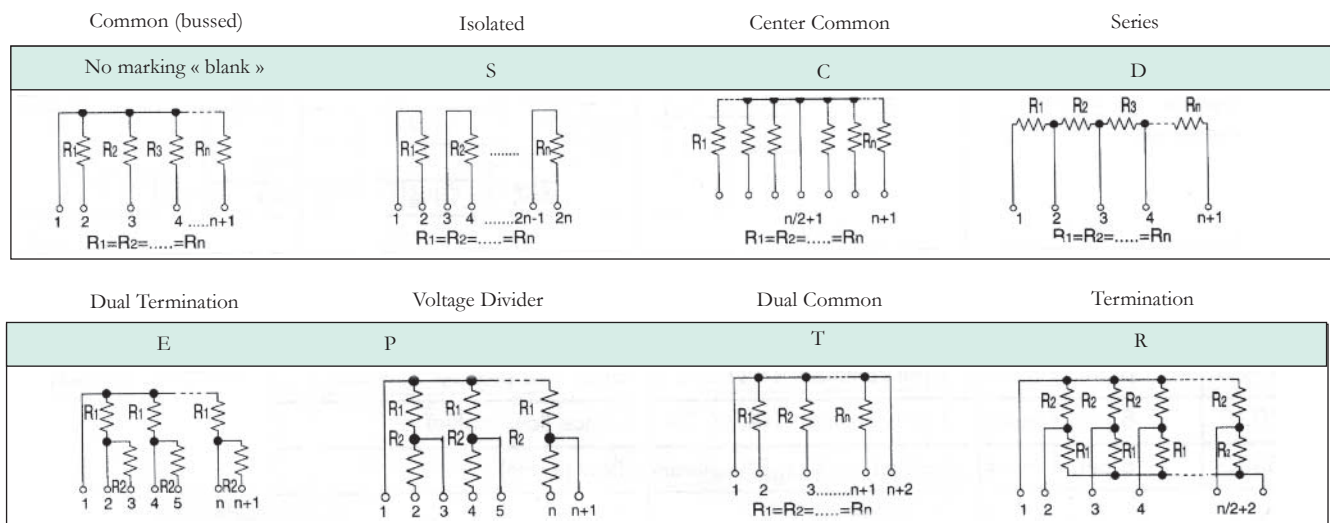 Common (bussed) Isolated Center Common Series
No marking « blank » S C D
R1 R2 R3 Rn
1 2 3 4 .....n+1
R1=R2=.....=Rn
R1 R2 ........ Rn
1 2 3 4 ........2n-1 2n
R1=R2=.....=Rn
R1 Rn
n/2+1 n+1
R1=R2=.....=Rn
R1 R2 R3 Rn
1 2 3 4 n+1
R1=R2=.....=Rn
Dual Termination Voltage Divider Dual Common Termination
E P T R
R1 R1 R1
R2 R2 R2
1 2 3 4 5 n n+1
R1 R1 R1
R2 R2 R2
1 2 3 4 5 n n+1
R1 R2 Rn
1 2 3........n+1 n+2
R1=R2=.....=Rn
R2 R2 R2 R2
R1 R1 R1
1 2 3 4 n/2+2